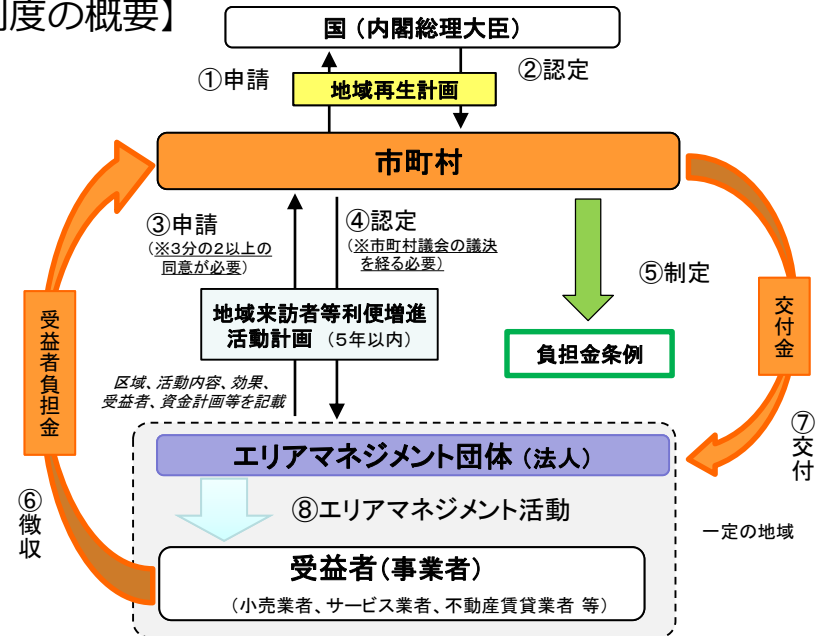 制度の概要】
国（内閣総理大臣）
①申請
②認定
地域再生計画
市町村
③申請
（※3分の2以上の
同意が必要）
④認定
（※市町村議会の議決
を経る必要）
⑤制定
地域来訪者等利便増進
活動計画（5年以内）
負担金条例
区域、活動内容、効果、
受益者、資金計画等を記載
受益者負担金
交付金
⑦交付
エリアマネジメント団体（法人）
⑧エリアマネジメント活動
⑥徴収
一定の地域
受益者（事業者）
（小売業者、サービス業者、不動産賃貸業者 等）